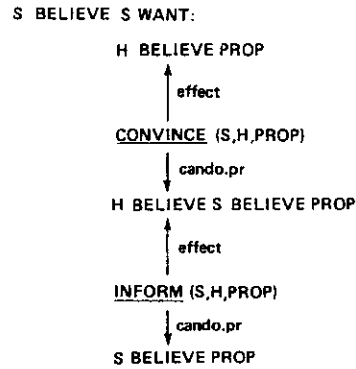 S BELIEVE S WANT:
H BELIEVE PROP
effect
CONVINCE (S,H,PROP)
cando.pr
H BELIEVE S BELIEVE PROP
effect
INFORM (S,H,PROP)
cando.pr
S BELIEVE PROP